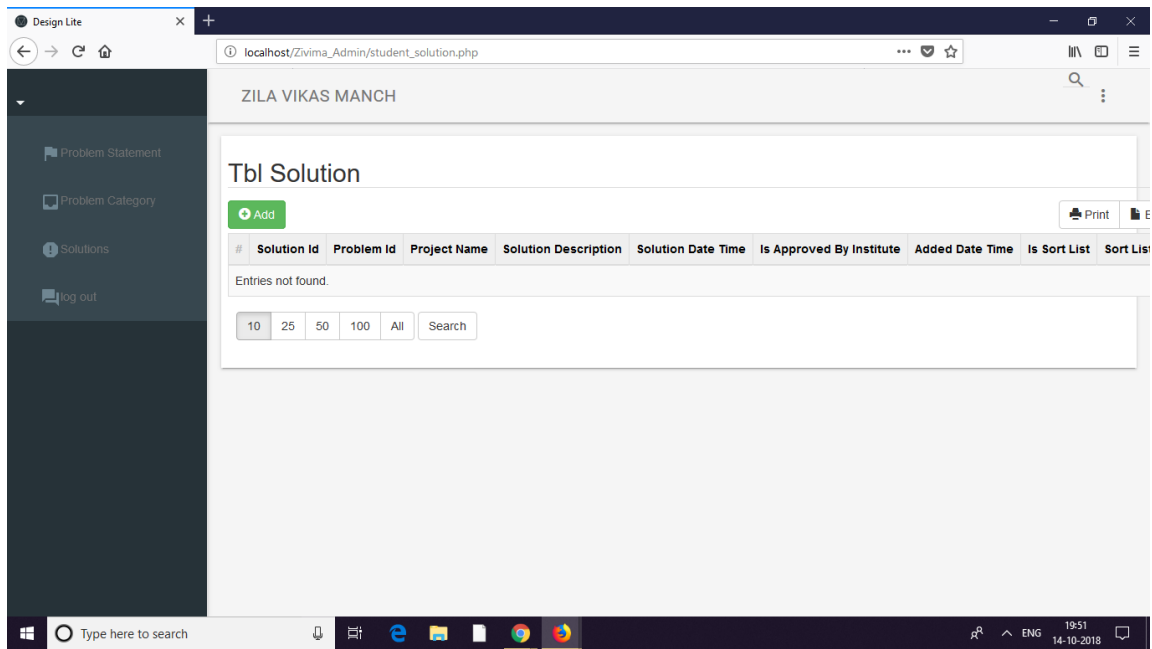 Design Lite
localhost/Zivima_Admin/student_solution.php
ZILA VIKAS MANCH
Problem Statement
Problem Category
Solutions
log out
Tbl Solution
Add
Print E
# Solution Id Problem Id Project Name Solution Description Solution Date Time Is Approved By Institute Added Date Time Is Sort List Sort List
Entries not found.
10 25 50 100 All Search
Type here to search
ENG
19:51
14-10-2018